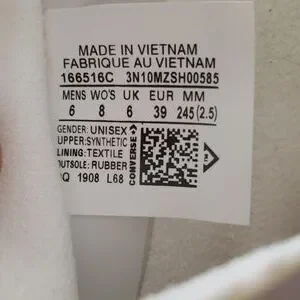 MADE IN VIETNAM
FABRIQUE AU VIETNAM
166516C 3N10MZSH00585
MENS WO'S UK EUR MM
6 8 6 39 245 (2.5)
GENDER: UNISEX
UPPER:SYNTHETIC
LINING: TEXTILE
OUTSOLE: RUBBER
1908 L68
CONVERSE